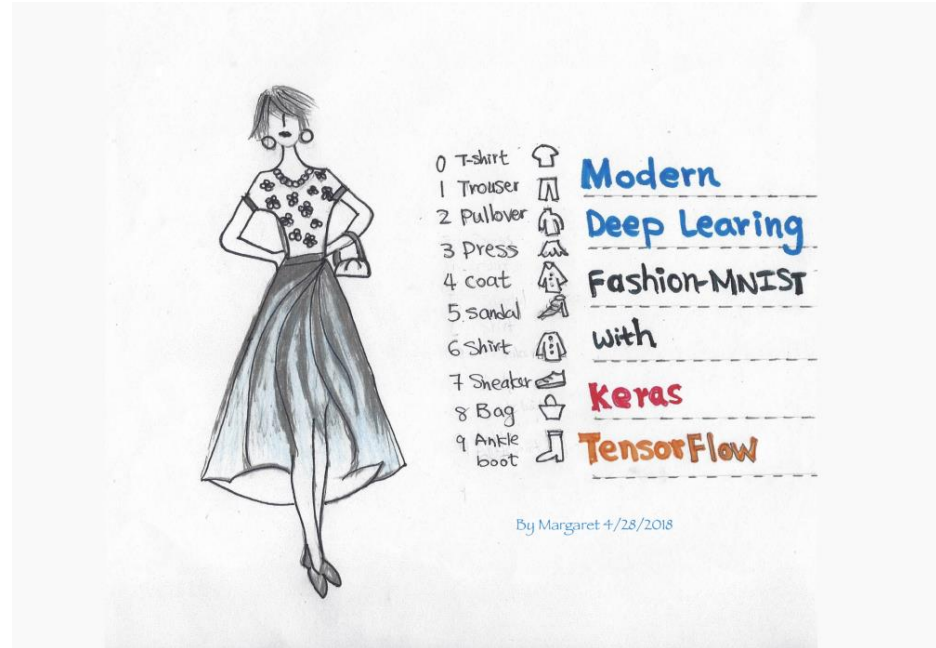 0 T-shirt
1 Trouser
2 Pullover
3 Press
4 coat
5 sandal
6 Shirt
7 Sneaker
8 Bag
9 Ankle
boot
Modern
Deep Learing
Fashion-MNIST
with
Keras
TensorFlow
By Margaret 4/28/2018